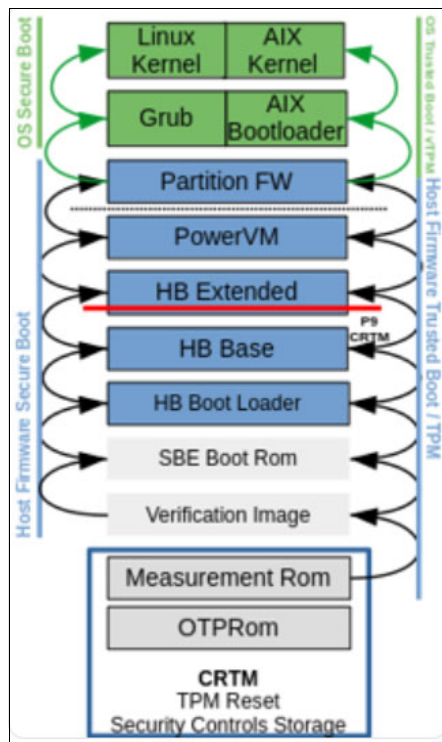 Linux
Kernel
AIX
Kernel
Grub
AIX
Bootloader
Partition FW
PowerVM
HB Extended
P9
CRTM
HB Base
HB Boot Loader
SBE Boot Rom
Verification Image
Measurement Rom
OTPRom
CRTM
TPM Reset
Security Controls Storage
OS Secure Boot
Host Firmware Secure Boot
OS Trusted Boot / vTPM
Host Firmware Trusted Boot / TPM